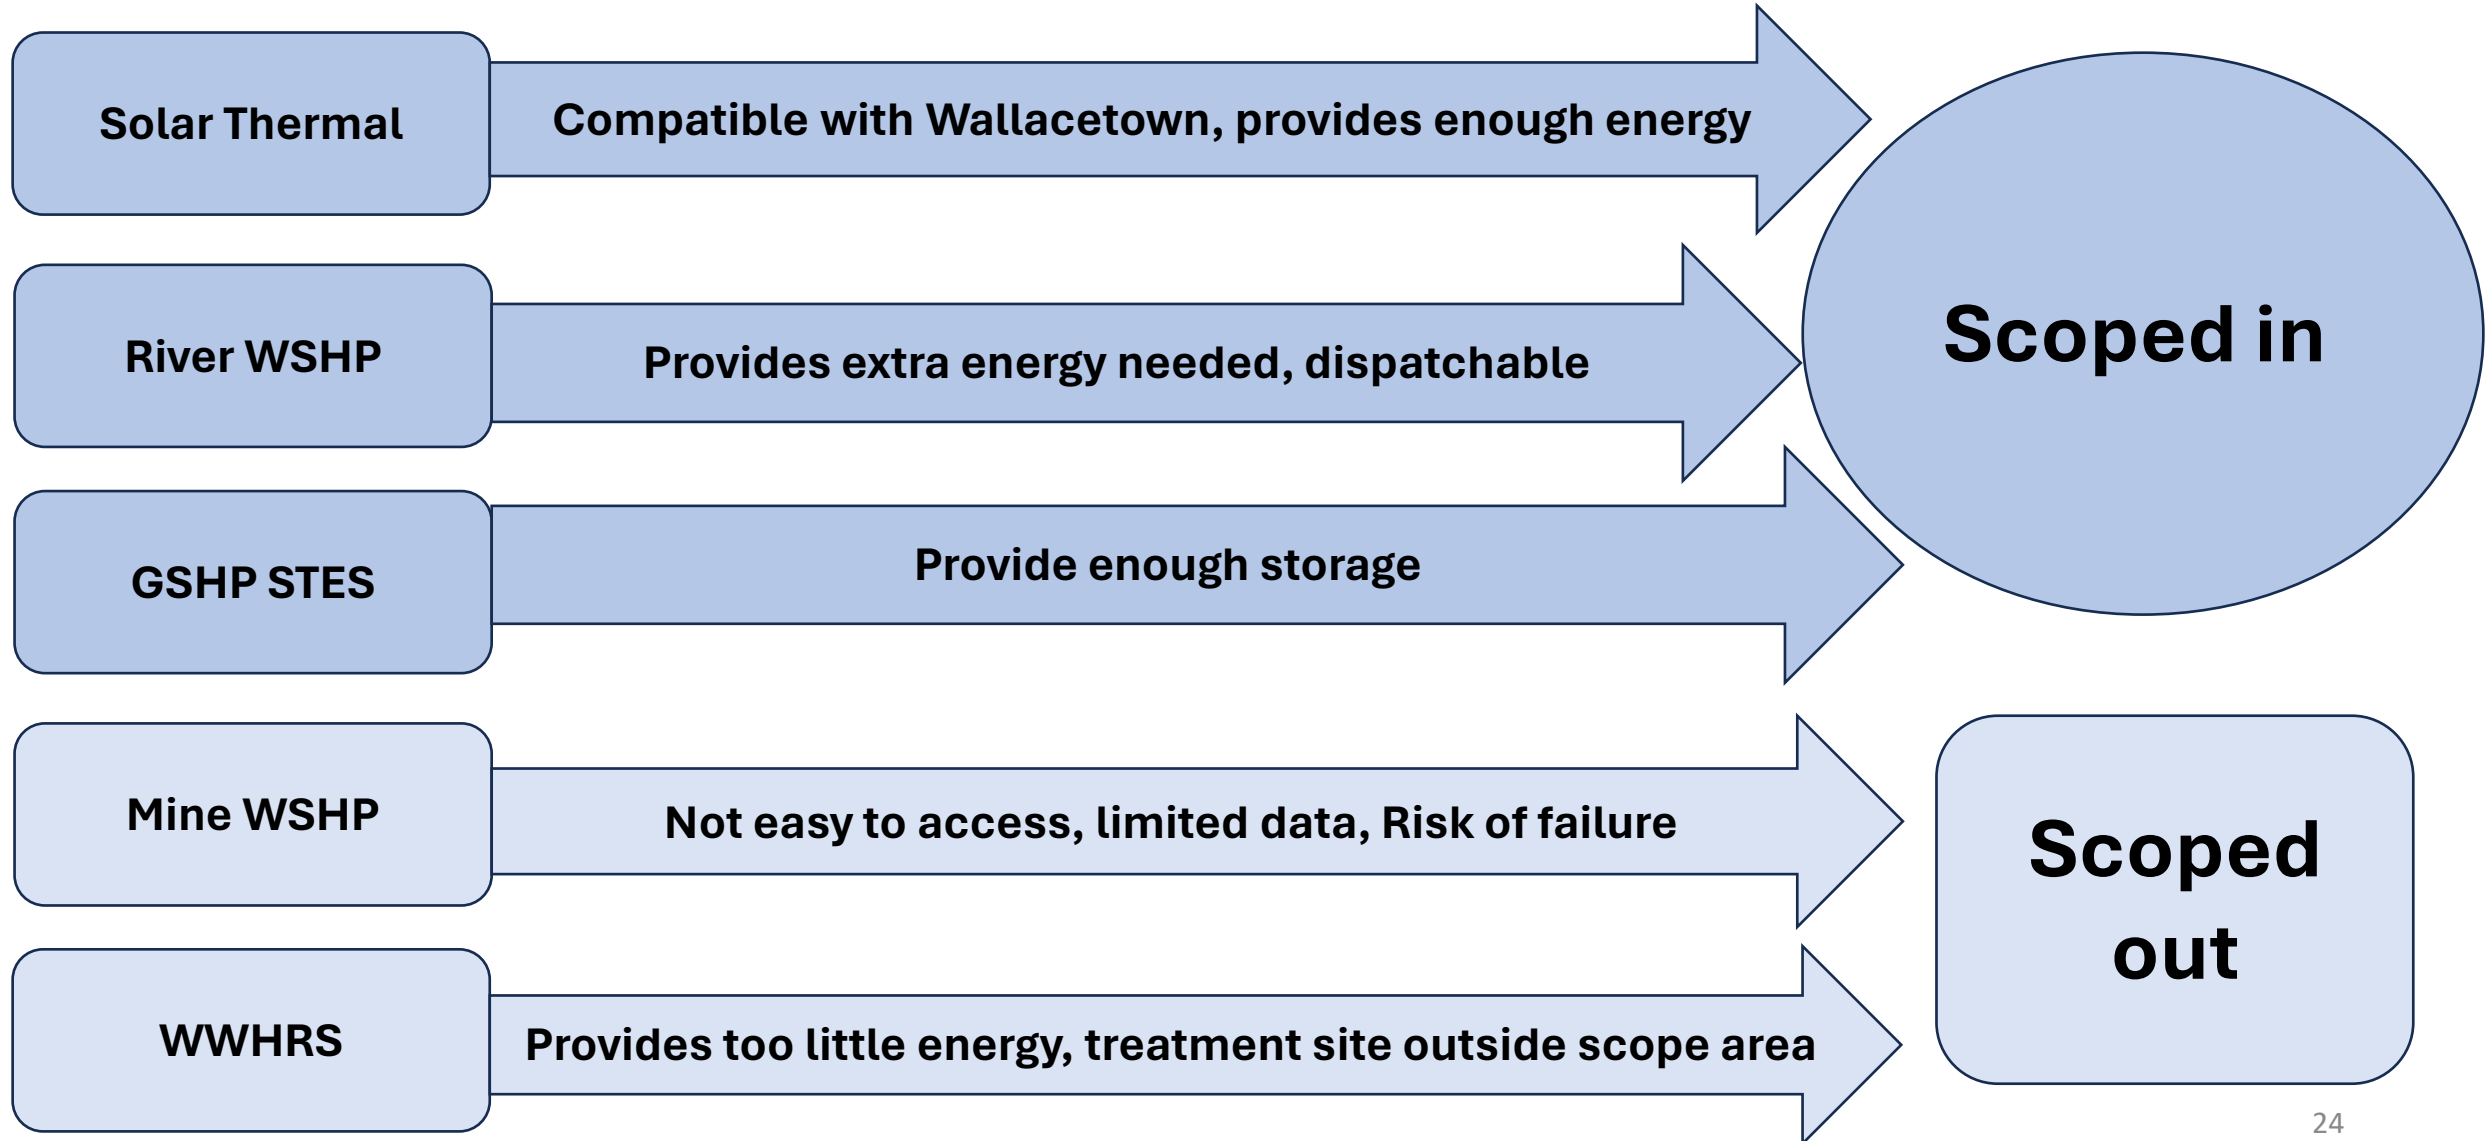 Solar Thermal
Compatible with Wallacetown, provides enough energy
River WSHP
Provides extra energy needed, dispatchable
Scoped in
GSHP STES
Provide enough storage
Mine WSHP
Not easy to access, limited data, Risk of failure
Scoped
out
WWHRS
Provides too little energy, treatment site outside scope area
24